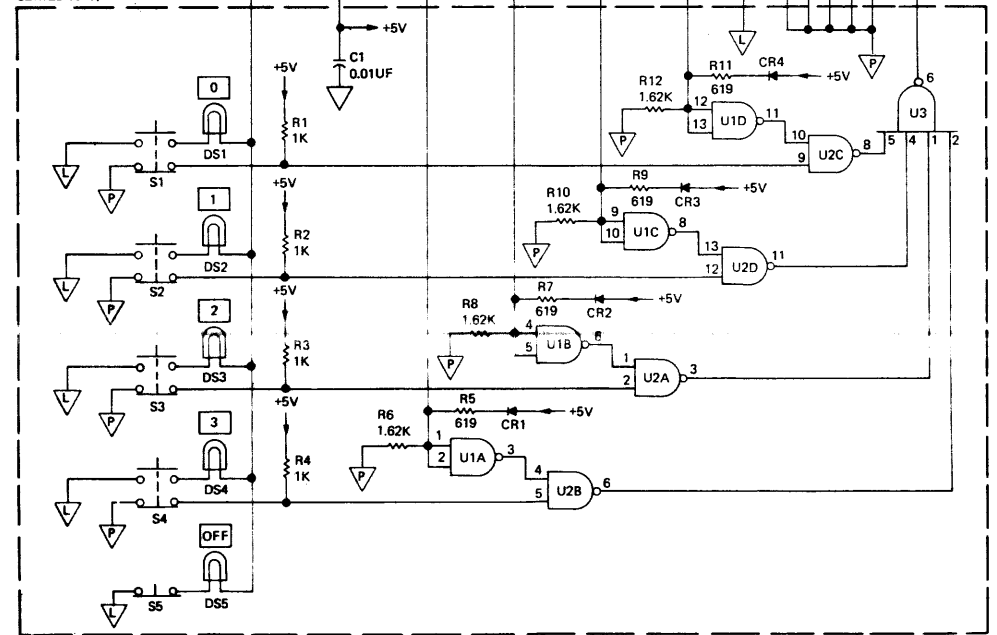 +5V
C1
0.01UF
L
P
6
U3
5 4 1 2
0
DS1
+5V
R1
1K
L
P
S1
R12
1.62K
P
R11
619
CR4
+5V
12
13
U1D
11
10
9
U2C
8
1
DS2
+5V
R2
1K
L
P
S2
R10
1.62K
P
R9
619
CR3
+5V
9
10
U1C
8
13
12
U2D
11
2
DS3
+5V
R3
1K
L
P
S3
R8
1.62K
P
R7
619
CR2
+5V
4
5
U1B
6
1
2
U2A
3
3
DS4
+5V
R4
1K
L
P
S4
R6
1.62K
P
R5
619
CR1
+5V
1
2
U1A
3
4
5
U2B
6
OFF
DS5
L
S5